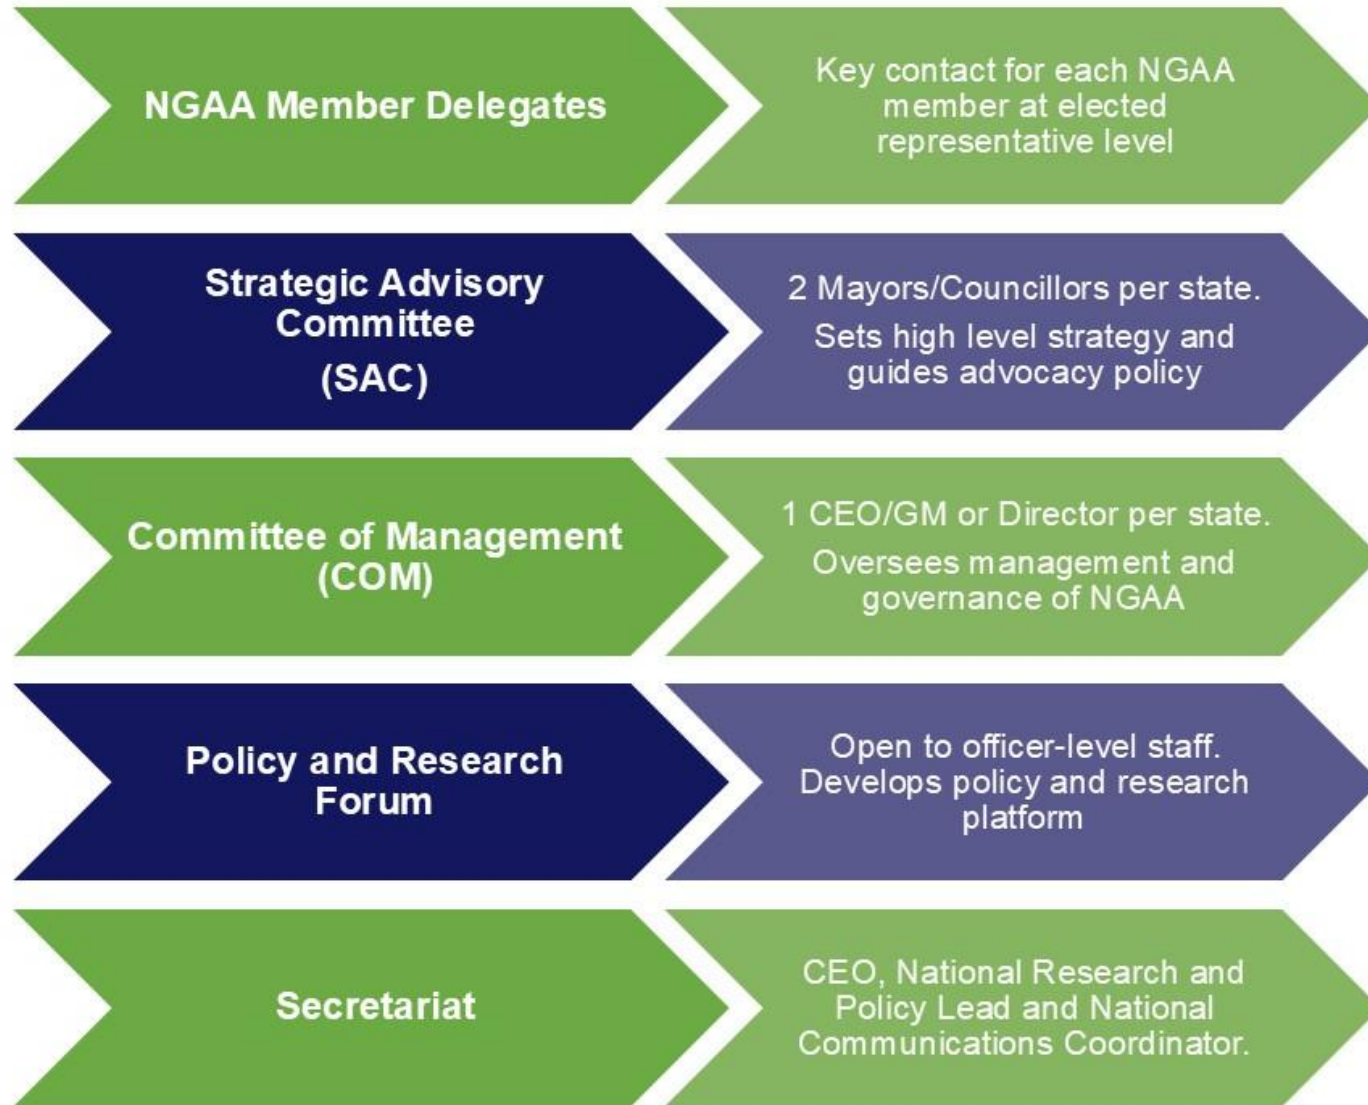 NGAA Member Delegates
Key contact for each NGAA
member at elected
representative level
Strategic Advisory
Committee
(SAC)
2 Mayors/Councillors per state.
Sets high level strategy and
guides advocacy policy
Committee of Management
(COM)
1 CEO/GM or Director per state.
Oversees management and
governance of NGAA
Policy and Research
Forum
Open to officer-level staff.
Develops policy and research
platform
Secretariat
CEO, National Research and
Policy Lead and National
Communications Coordinator.